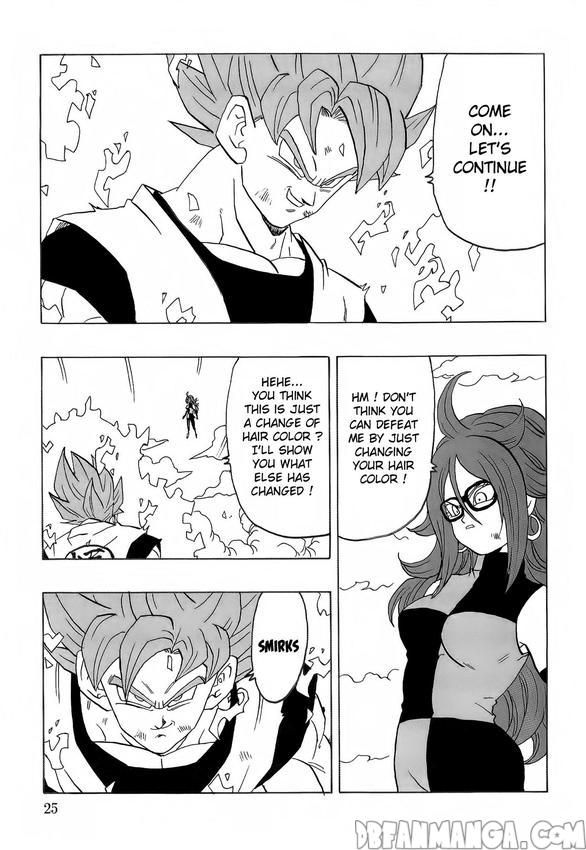 COME
ON...
LET'S
CONTINUE
!!
HM ! DON'T
THINK YOU
CAN DEFEAT
ME BY JUST
CHANGING
YOUR HAIR
COLOR !
HEHE...
YOU THINK
THIS IS JUST
A CHANGE OF
HAIR COLOR ?
I'LL SHOW
YOU WHAT
ELSE HAS
CHANGED !
SMIRKS
25
DBFANMANGA.COM